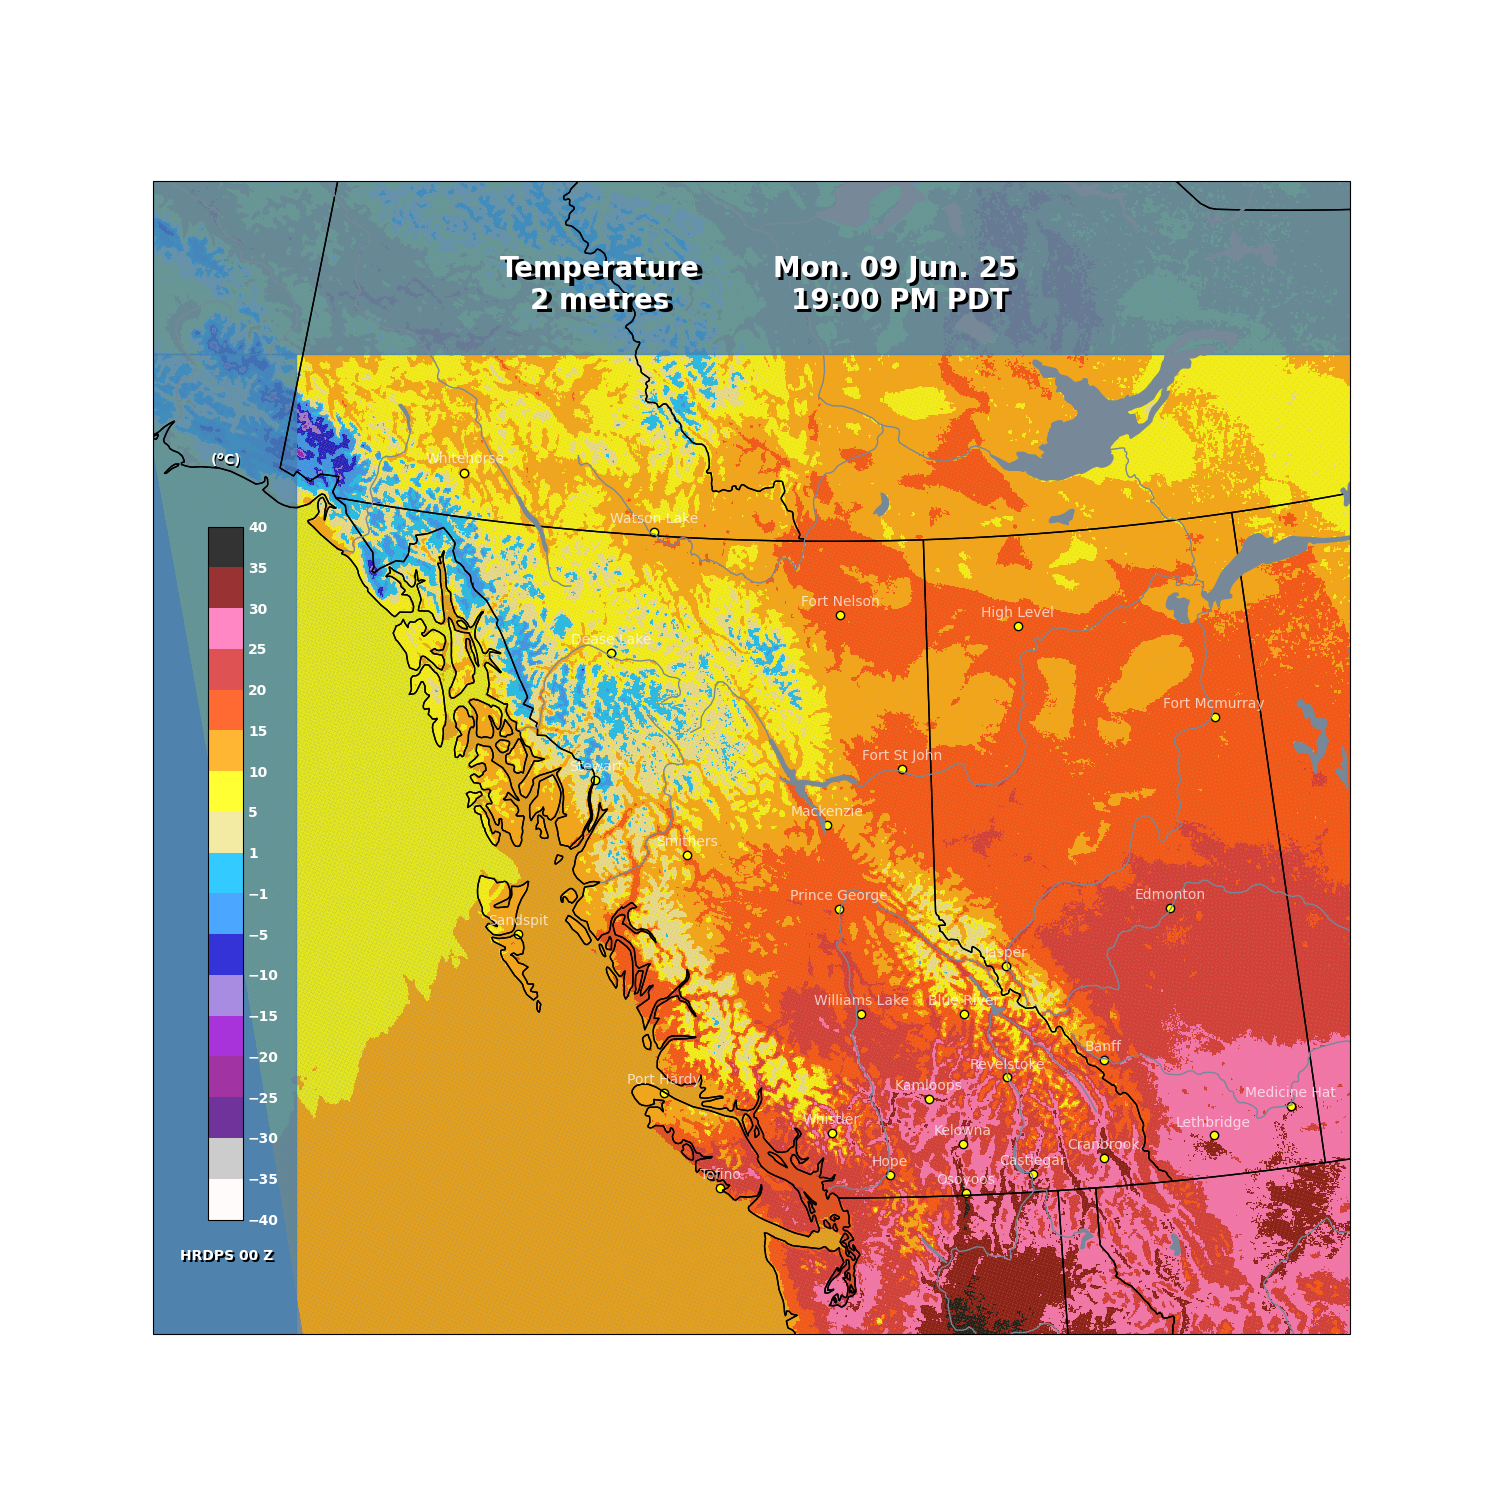 Temperature
2 metres
Mon. 09 Jun. 25
19:00 PM PDT
(°C)
40
35
30
25
20
15
10
5
1
−1
−5
−10
−15
−20
−25
−30
−35
−40
HRDPS 00 Z
Whitehorse
Watson Lake
Fort Nelson
High Level
Dease Lake
Fort Mcmurray
Fort St John
Stewart
Mackenzie
Smithers
Prince George
Edmonton
Sandspit
Jasper
Williams Lake
Blue River
Banff
Revelstoke
Port Hardy
Kamloops
Medicine Hat
Whistler
Lethbridge
Kelowna
Cranbrook
Hope
Castlegar
Tofino
Osoyoos